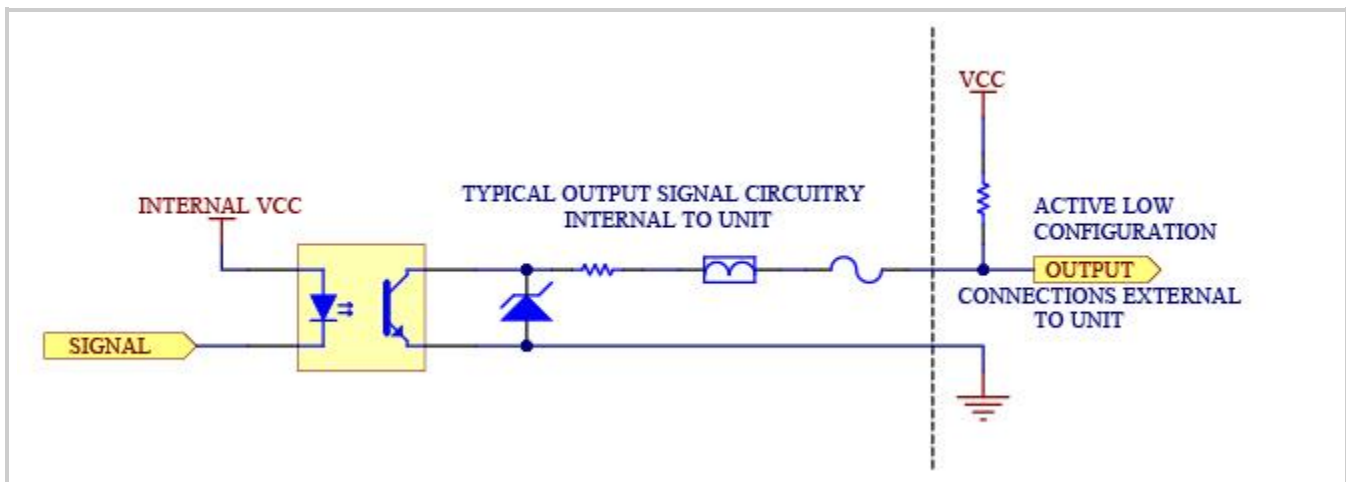 VCC
INTERNAL VCC
TYPICAL OUTPUT SIGNAL CIRCUITRY
INTERNAL TO UNIT
ACTIVE LOW
CONFIGURATION
OUTPUT
CONNECTIONS EXTERNAL
TO UNIT
SIGNAL